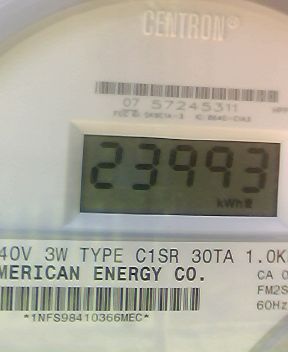 CENTRON®
07 57245311
23993
kWh
40V 3W TYPE C1SR 30TA 1.0K
MERICAN ENERGY CO.
CA 0
FM2S
60Hz
*1NFS98410366MEC*